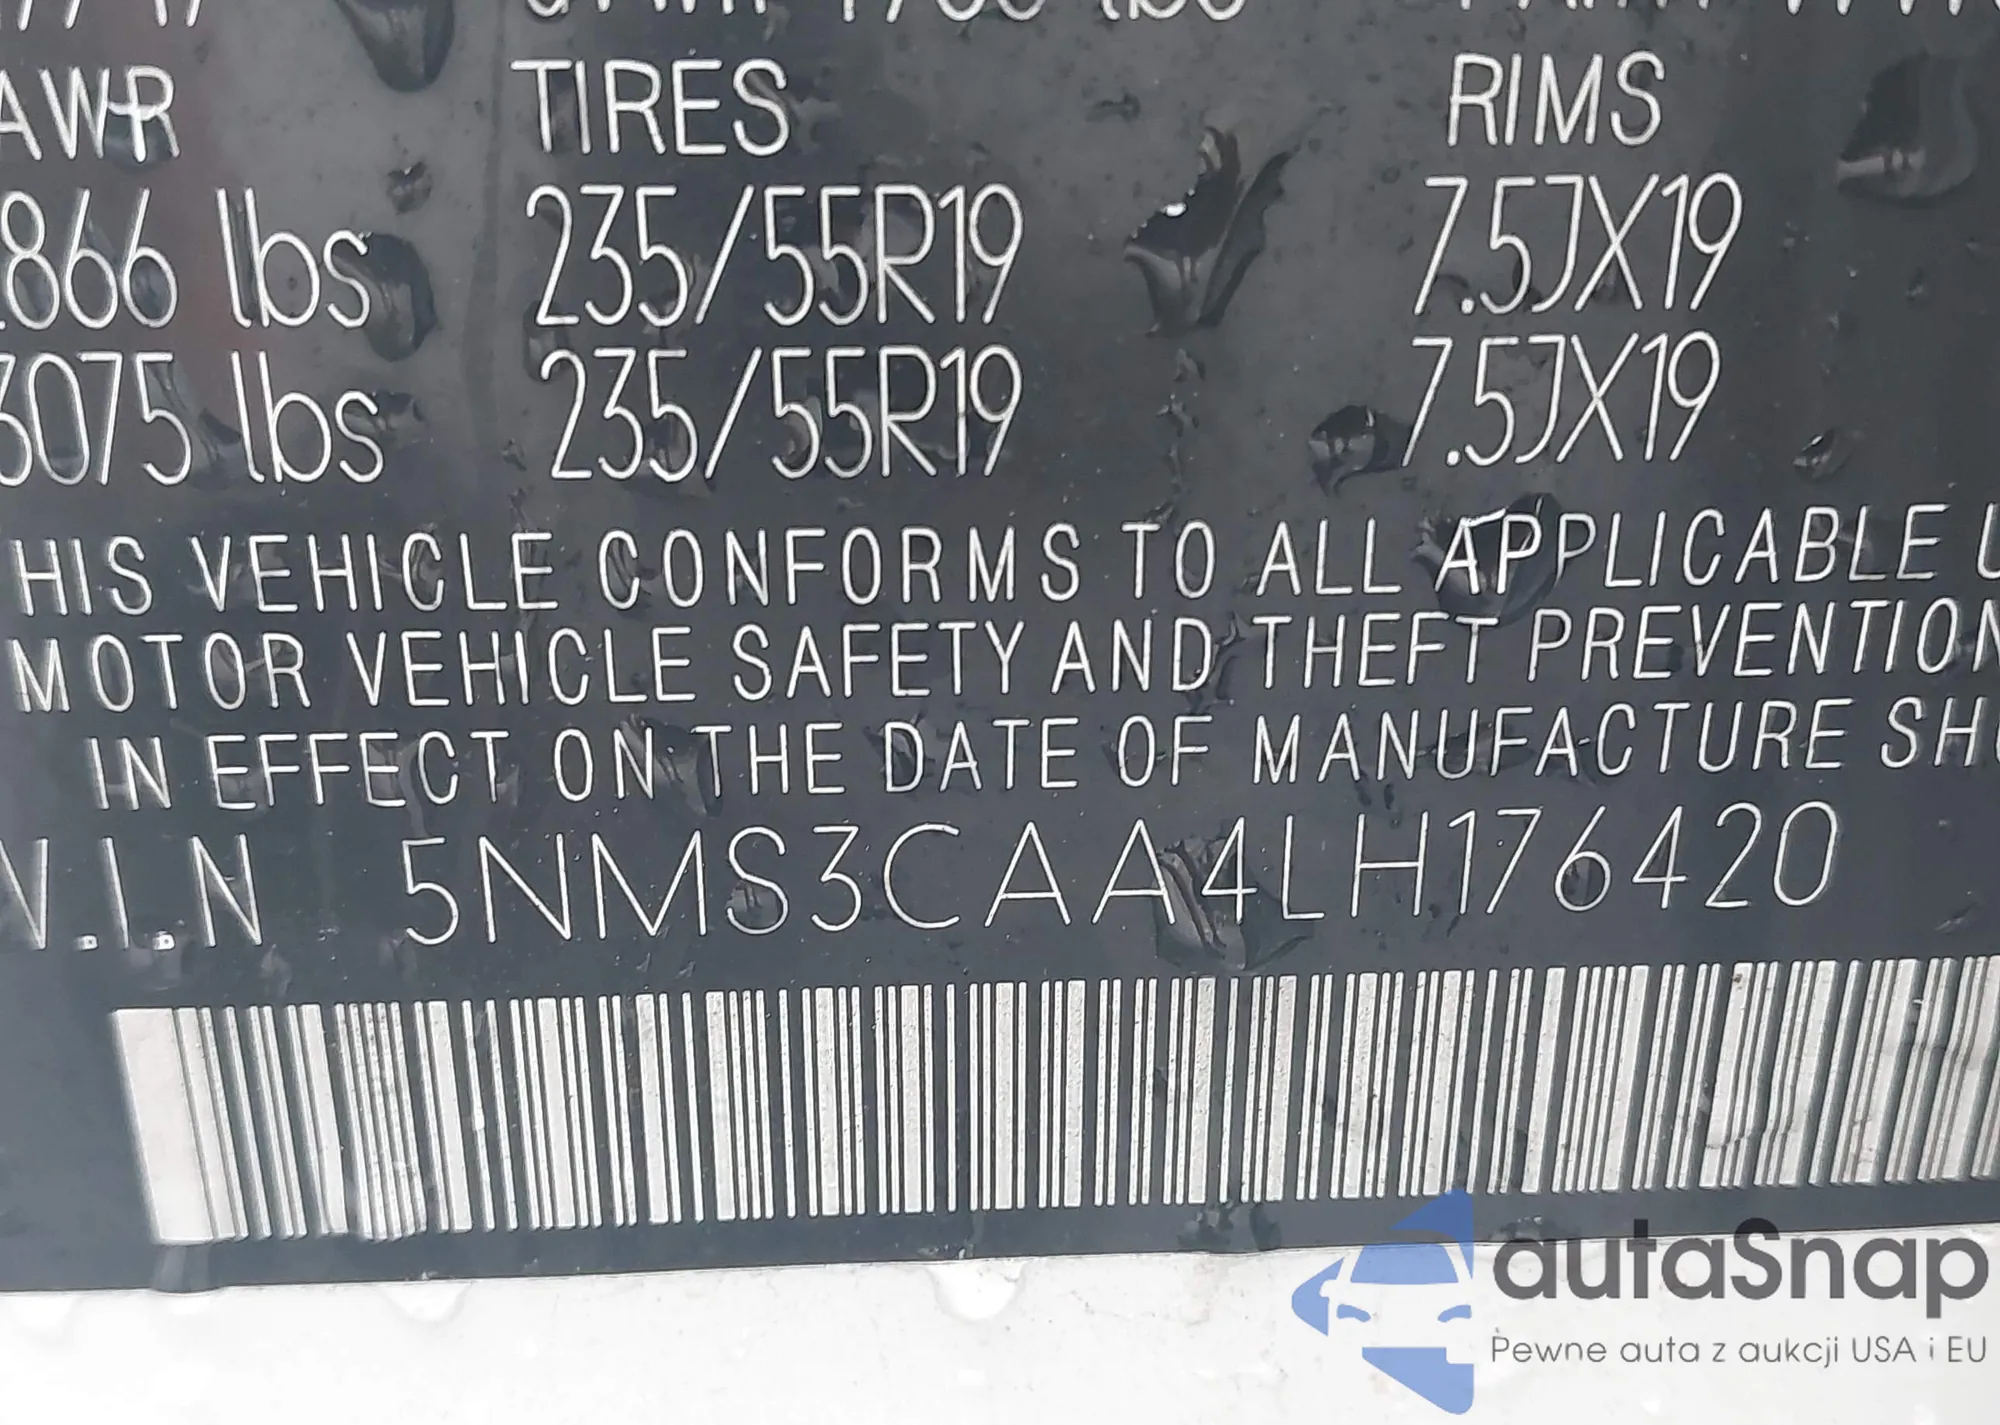 AWR TIRES RIMS
866 lbs 235/55R19 7.5JX19
3075 lbs 235/55R19 7.5JX19
HIS VEHICLE CONFORMS TO ALL APPLICABLE U
MOTOR VEHICLE SAFETY AND THEFT PREVENTION
IN EFFECT ON THE DATE OF MANUFACTURE SH
V.I.N 5NMS3CAA4LH176420
autaSnap
Pewne auta z aukcji USA i EU